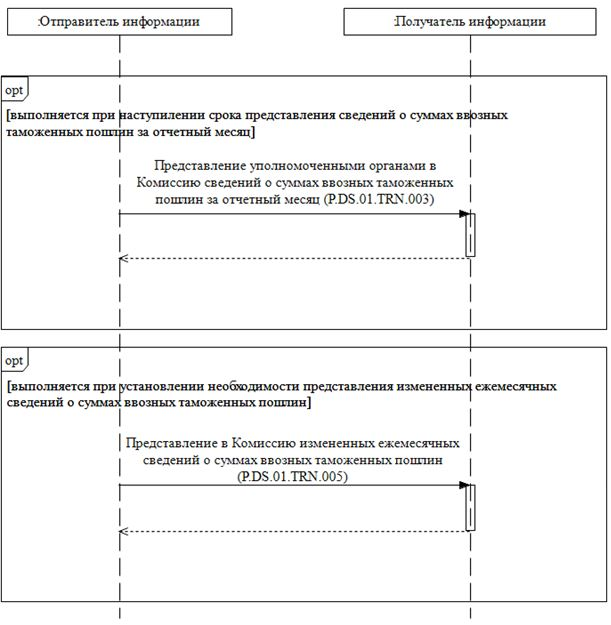 :Отправитель информации
:Получатель информации
opt
[выполняется при наступилении срока представления сведений о суммах ввозных
таможенных пошлин за отчетный месяц]
Представление уполномоченными органами в
Комиссию сведений о суммах ввозных таможенных
пошлин за отчетный месяц (P.DS.01.TRN.003)
opt
[выполняется при установлении необходимости представления измененных ежемесячных
сведений о суммах ввозных таможенных пошлин]
Представление в Комиссию измененных ежемесячных
сведений о суммах ввозных таможенных пошлин
(P.DS.01.TRN.005)